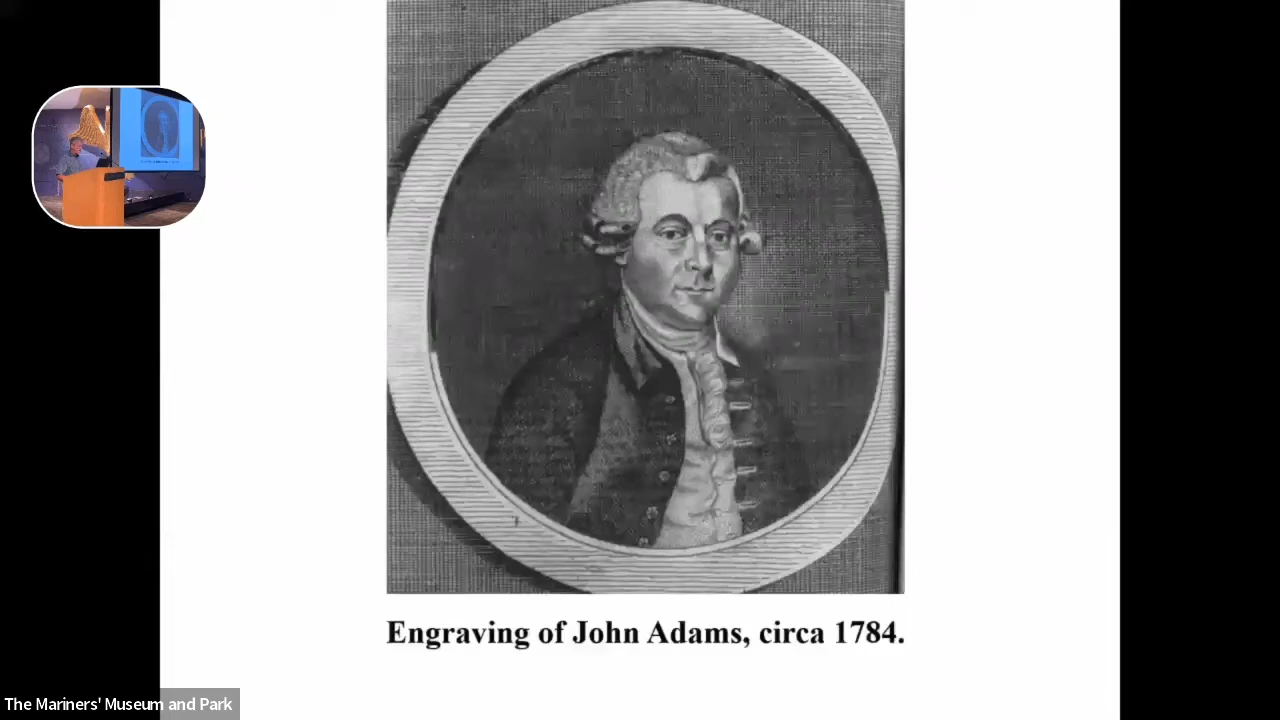 Engraving of John Adams, circa 1784.
The Mariners' Museum and Park